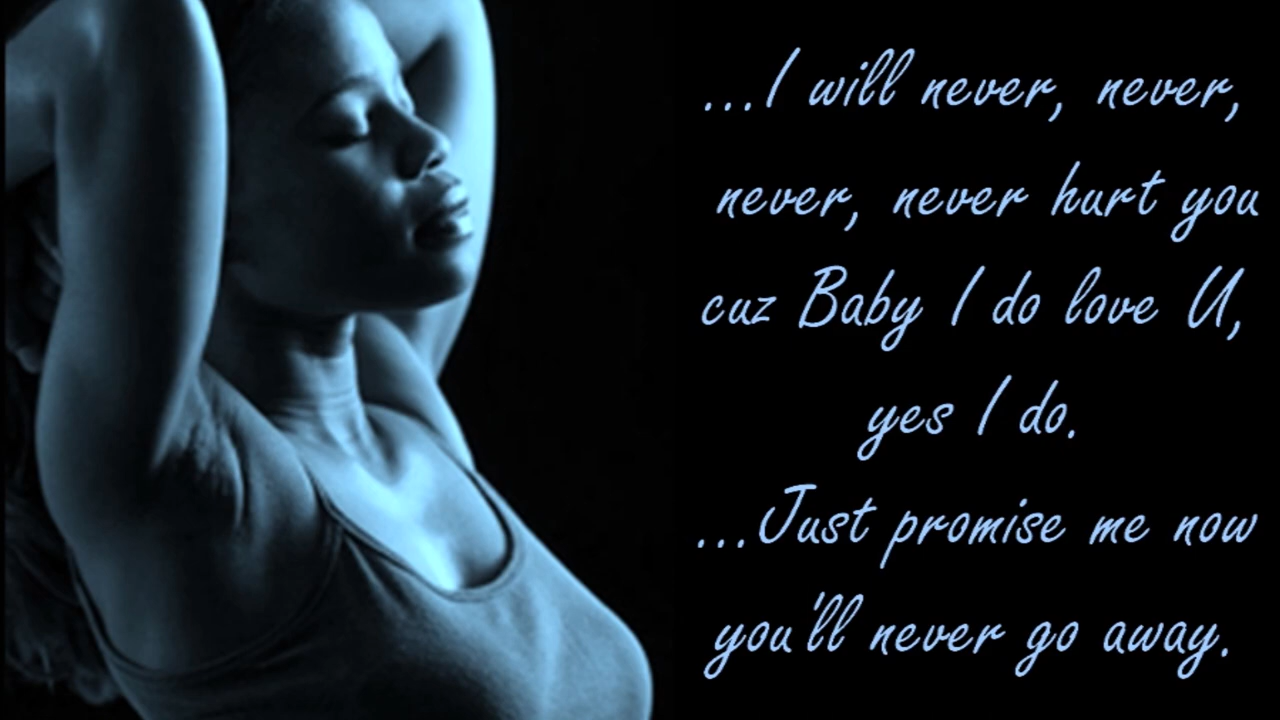 ...I will never, never,
never, never hurt you
cuz Baby I do love U,
yes I do.
...Just promise me now
you'll never go away.